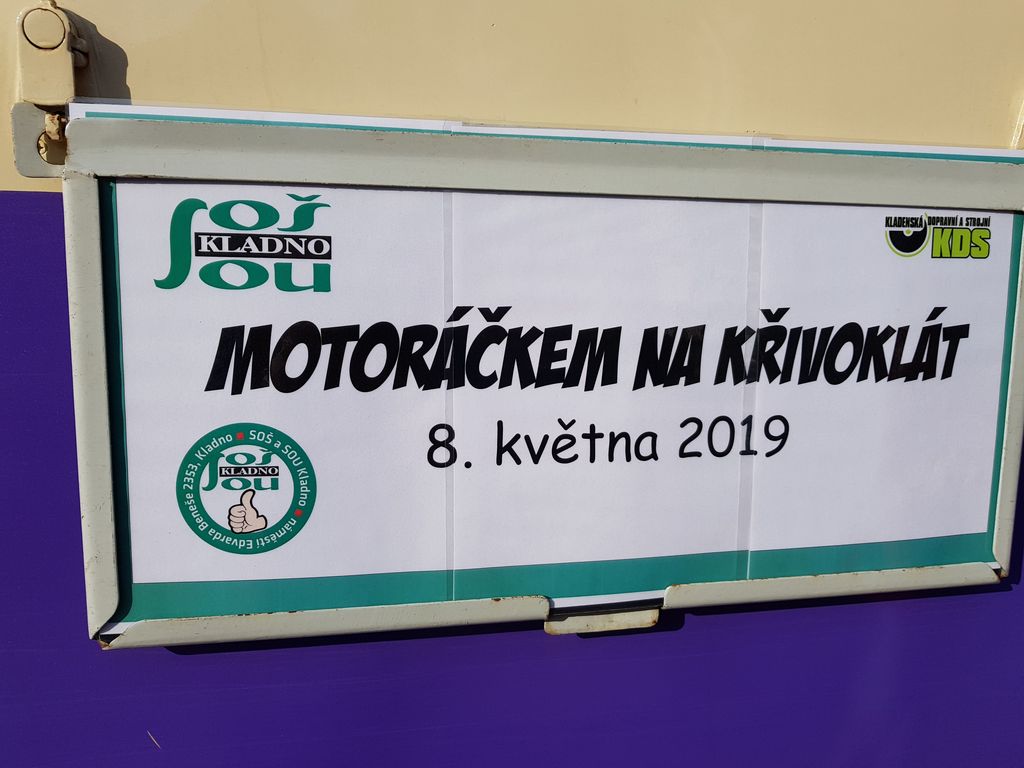 SOŠ
KLADNO
SOU
KLADENSKÁ DOPRAVNÍ A STROJNÍ
KDS
MOTORÁČKEM NA KŘIVOKLÁT
8. května 2019
SOŠ a SOU Kladno ▪ náměstí Edvarda Beneše 2353, Kladno ▪
SOŠ
KLADNO
SOU